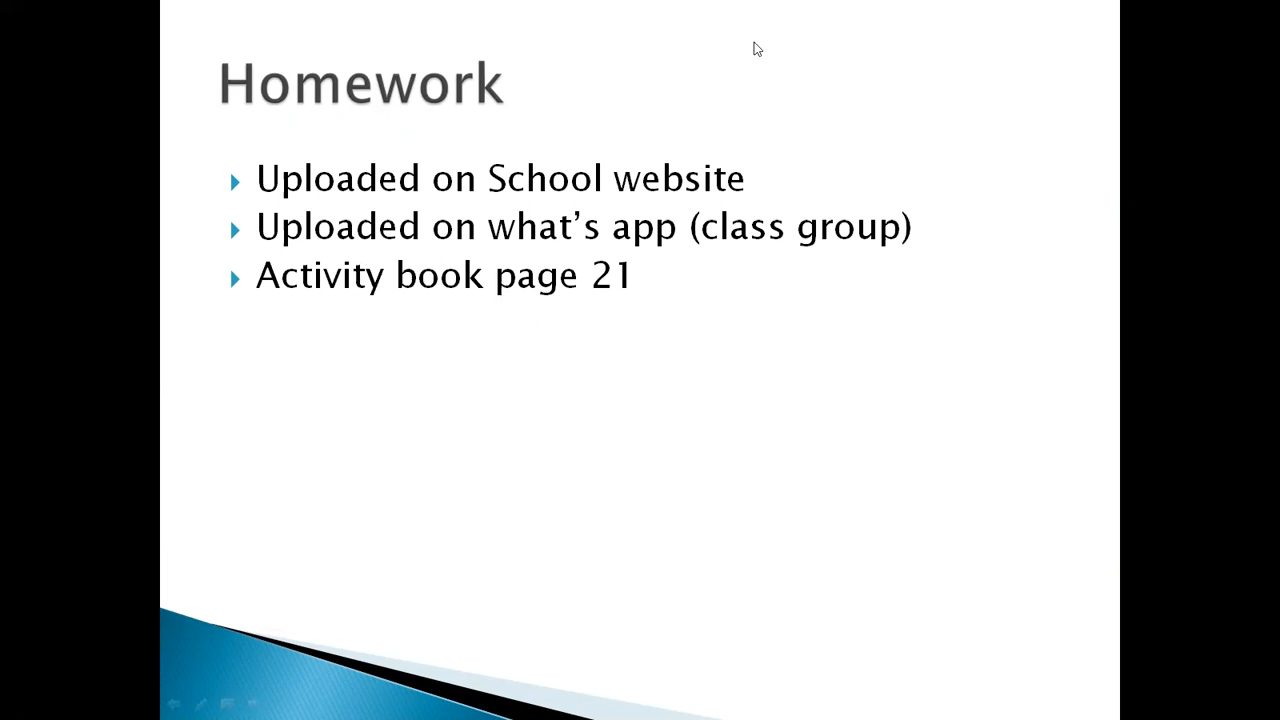 Homework
Uploaded on School website
Uploaded on what’s app (class group)
Activity book page 21